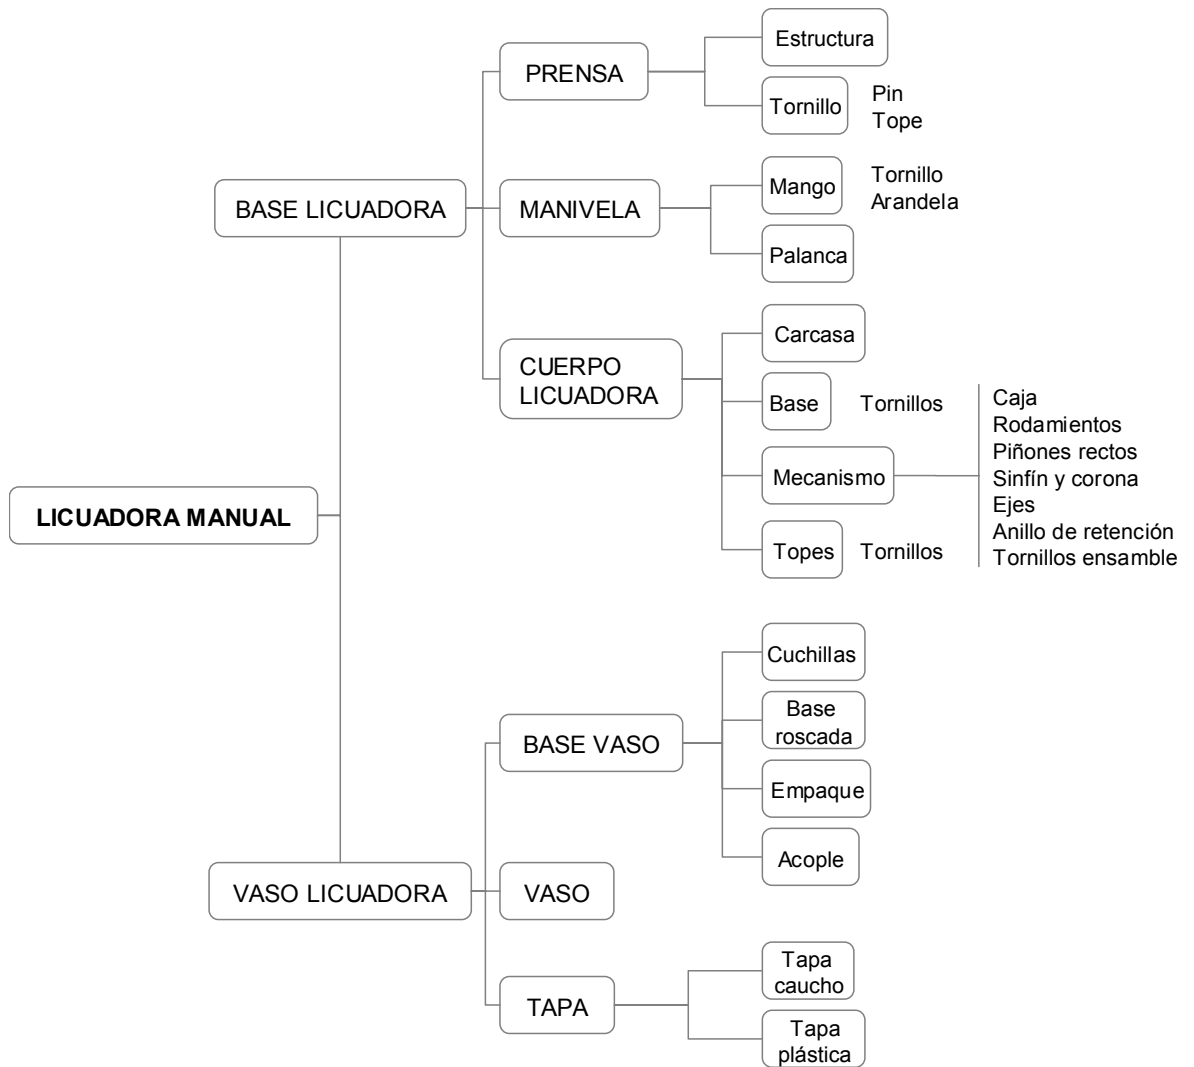 LICUADORA MANUAL
BASE LICUADORA
PRENSA
Estructura
Tornillo
Pin
Tope
MANIVELA
Mango
Tornillo
Arandela
Palanca
CUERPO
LICUADORA
Carcasa
Base
Tornillos
Mecanismo
Caja
Rodamientos
Piñones rectos
Sinfín y corona
Ejes
Anillo de retención
Tornillos ensamble
Topes
Tornillos
VASO LICUADORA
BASE VASO
Cuchillas
Base
roscada
Empaque
Acople
VASO
TAPA
Tapa
caucho
Tapa
plástica